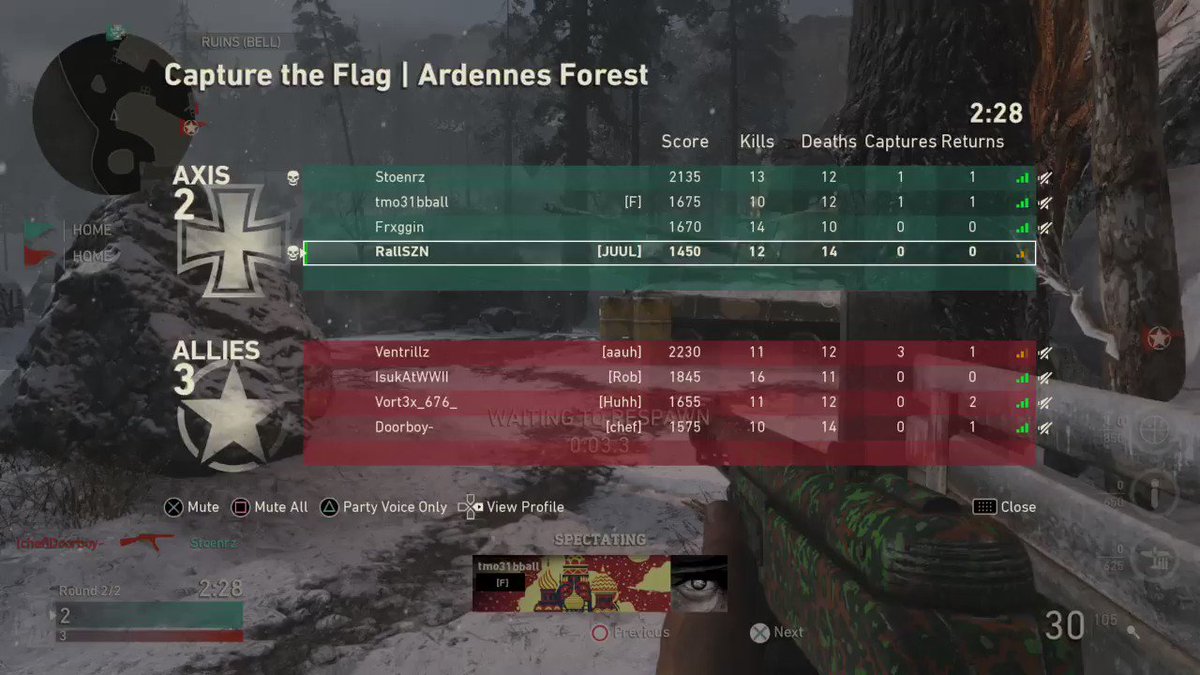 RUINS (BELL)
Capture the Flag | Ardennes Forest
2:28
Score Kills Deaths Captures Returns
AXIS
2
Stoenrz 2135 13 12 1 1
tmo31bball [F] 1675 10 12 1 1
Frxggin 1670 14 10 0 0
RallSZN [JUUL] 1450 12 14 0 0
HOME
HOME
ALLIES
3
Ventrillz [aauh] 2230 11 12 3 1
IsukAtWWII [Rob] 1845 16 11 0 0
Vort3x_676_ [Huhh] 1655 11 12 0 2
Doorboy- [chef] 1575 10 14 0 1
WAITING TO RESPAWN
0:03.3
Mute Mute All Party Voice Only View Profile Close
[chef]Doorboy- Stoenrz
SPECTATING
tmo31bball
[F]
Round 2/2 2:28
2
3
Previous Next
30 105